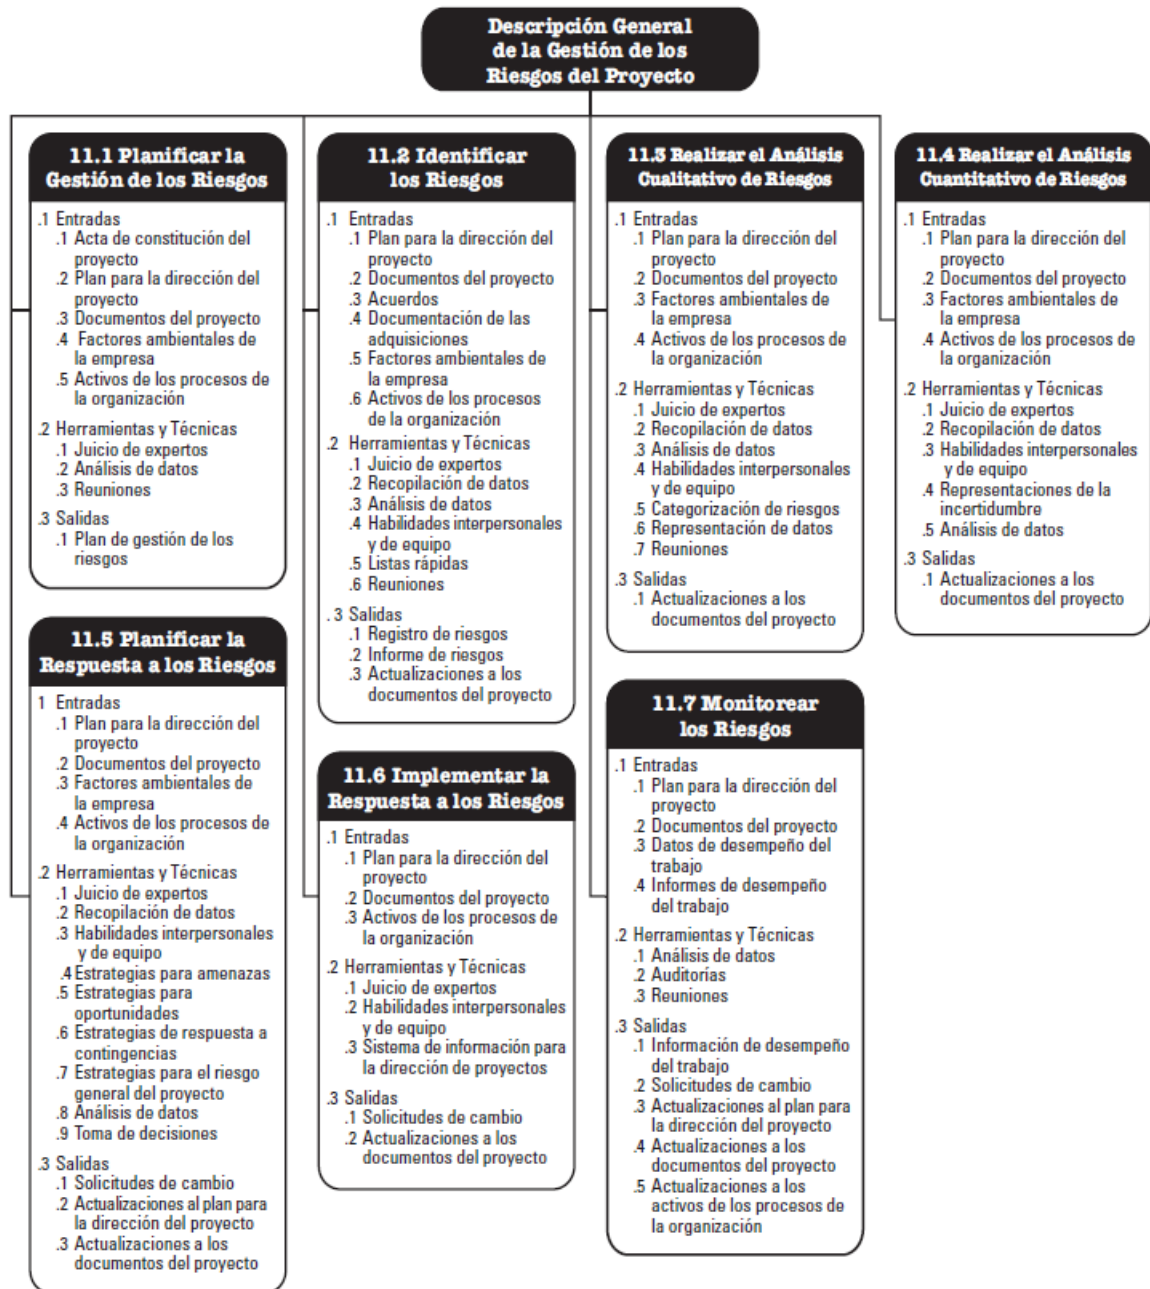 Descripción General
de la Gestión de los
Riesgos del Proyecto
11.1 Planificar la
Gestión de los Riesgos
.1 Entradas
.1 Acta de constitución del
proyecto
.2 Plan para la dirección del
proyecto
.3 Documentos del proyecto
.4 Factores ambientales de
la empresa
.5 Activos de los procesos de
la organización
.2 Herramientas y Técnicas
.1 Juicio de expertos
.2 Análisis de datos
.3 Reuniones
.3 Salidas
.1 Plan de gestión de los
riesgos
11.2 Identificar
los Riesgos
.1 Entradas
.1 Plan para la dirección del
proyecto
.2 Documentos del proyecto
.3 Acuerdos
.4 Documentación de las
adquisiciones
.5 Factores ambientales de
la empresa
.6 Activos de los procesos
de la organización
.2 Herramientas y Técnicas
.1 Juicio de expertos
.2 Recopilación de datos
.3 Análisis de datos
.4 Habilidades interpersonales
y de equipo
.5 Listas rápidas
.6 Reuniones
. 3 Salidas
.1 Registro de riesgos
.2 Informe de riesgos
.3 Actualizaciones a los
documentos del proyecto
11.3 Realizar el Análisis
Cualitativo de Riesgos
.1 Entradas
.1 Plan para la dirección del
proyecto
.2 Documentos del proyecto
.3 Factores ambientales de
la empresa
.4 Activos de los procesos de
la organización
.2 Herramientas y Técnicas
.1 Juicio de expertos
.2 Recopilación de datos
.3 Análisis de datos
.4 Habilidades interpersonales
y de equipo
.5 Categorización de riesgos
.6 Representación de datos
.7 Reuniones
.3 Salidas
.1 Actualizaciones a los
documentos del proyecto
11.4 Realizar el Análisis
Cuantitativo de Riesgos
.1 Entradas
.1 Plan para la dirección del
proyecto
.2 Documentos del proyecto
.3 Factores ambientales de
la empresa
.4 Activos de los procesos de
la organización
.2 Herramientas y Técnicas
.1 Juicio de expertos
.2 Recopilación de datos
.3 Habilidades interpersonales
y de equipo
.4 Representaciones de la
incertidumbre
.5 Análisis de datos
.3 Salidas
.1 Actualizaciones a los
documentos del proyecto
11.5 Planificar la
Respuesta a los Riesgos
1 Entradas
.1 Plan para la dirección del
proyecto
.2 Documentos del proyecto
.3 Factores ambientales de
la empresa
.4 Activos de los procesos de
la organización
.2 Herramientas y Técnicas
.1 Juicio de expertos
.2 Recopilación de datos
.3 Habilidades interpersonales
y de equipo
.4 Estrategias para amenazas
.5 Estrategias para
oportunidades
.6 Estrategias de respuesta a
contingencias
.7 Estrategias para el riesgo
general del proyecto
.8 Análisis de datos
.9 Toma de decisiones
.3 Salidas
.1 Solicitudes de cambio
.2 Actualizaciones al plan para
la dirección del proyecto
.3 Actualizaciones a los
documentos del proyecto
11.6 Implementar la
Respuesta a los Riesgos
.1 Entradas
.1 Plan para la dirección del
proyecto
.2 Documentos del proyecto
.3 Activos de los procesos de
la organización
.2 Herramientas y Técnicas
.1 Juicio de expertos
.2 Habilidades interpersonales
y de equipo
.3 Sistema de información para
la dirección de proyectos
.3 Salidas
.1 Solicitudes de cambio
.2 Actualizaciones a los
documentos del proyecto
11.7 Monitorear
los Riesgos
.1 Entradas
.1 Plan para la dirección del
proyecto
.2 Documentos del proyecto
.3 Datos de desempeño del
trabajo
.4 Informes de desempeño
del trabajo
.2 Herramientas y Técnicas
.1 Análisis de datos
.2 Auditorías
.3 Reuniones
.3 Salidas
.1 Información de desempeño
del trabajo
.2 Solicitudes de cambio
.3 Actualizaciones al plan para
la dirección del proyecto
.4 Actualizaciones a los
documentos del proyecto
.5 Actualizaciones a los
activos de los procesos de
la organización